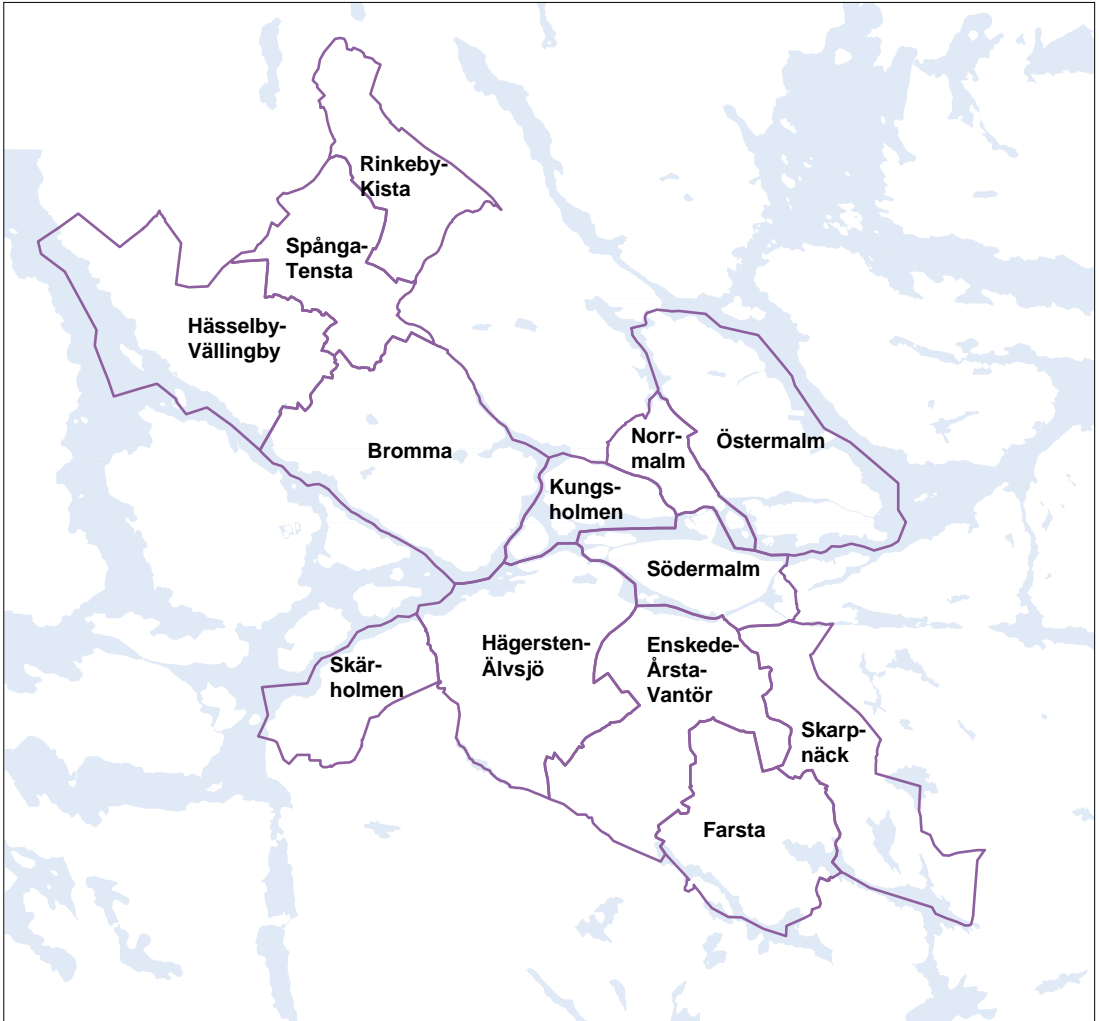 Rinkeby-
Kista
Spånga-
Tensta
Hässelby-
Vällingby
Bromma
Norr-
malm
Östermalm
Kungs-
holmen
Södermalm
Hägersten-
Älvsjö
Enskede-
Årsta-
Vantör
Skär-
holmen
Skarp-
näck
Farsta